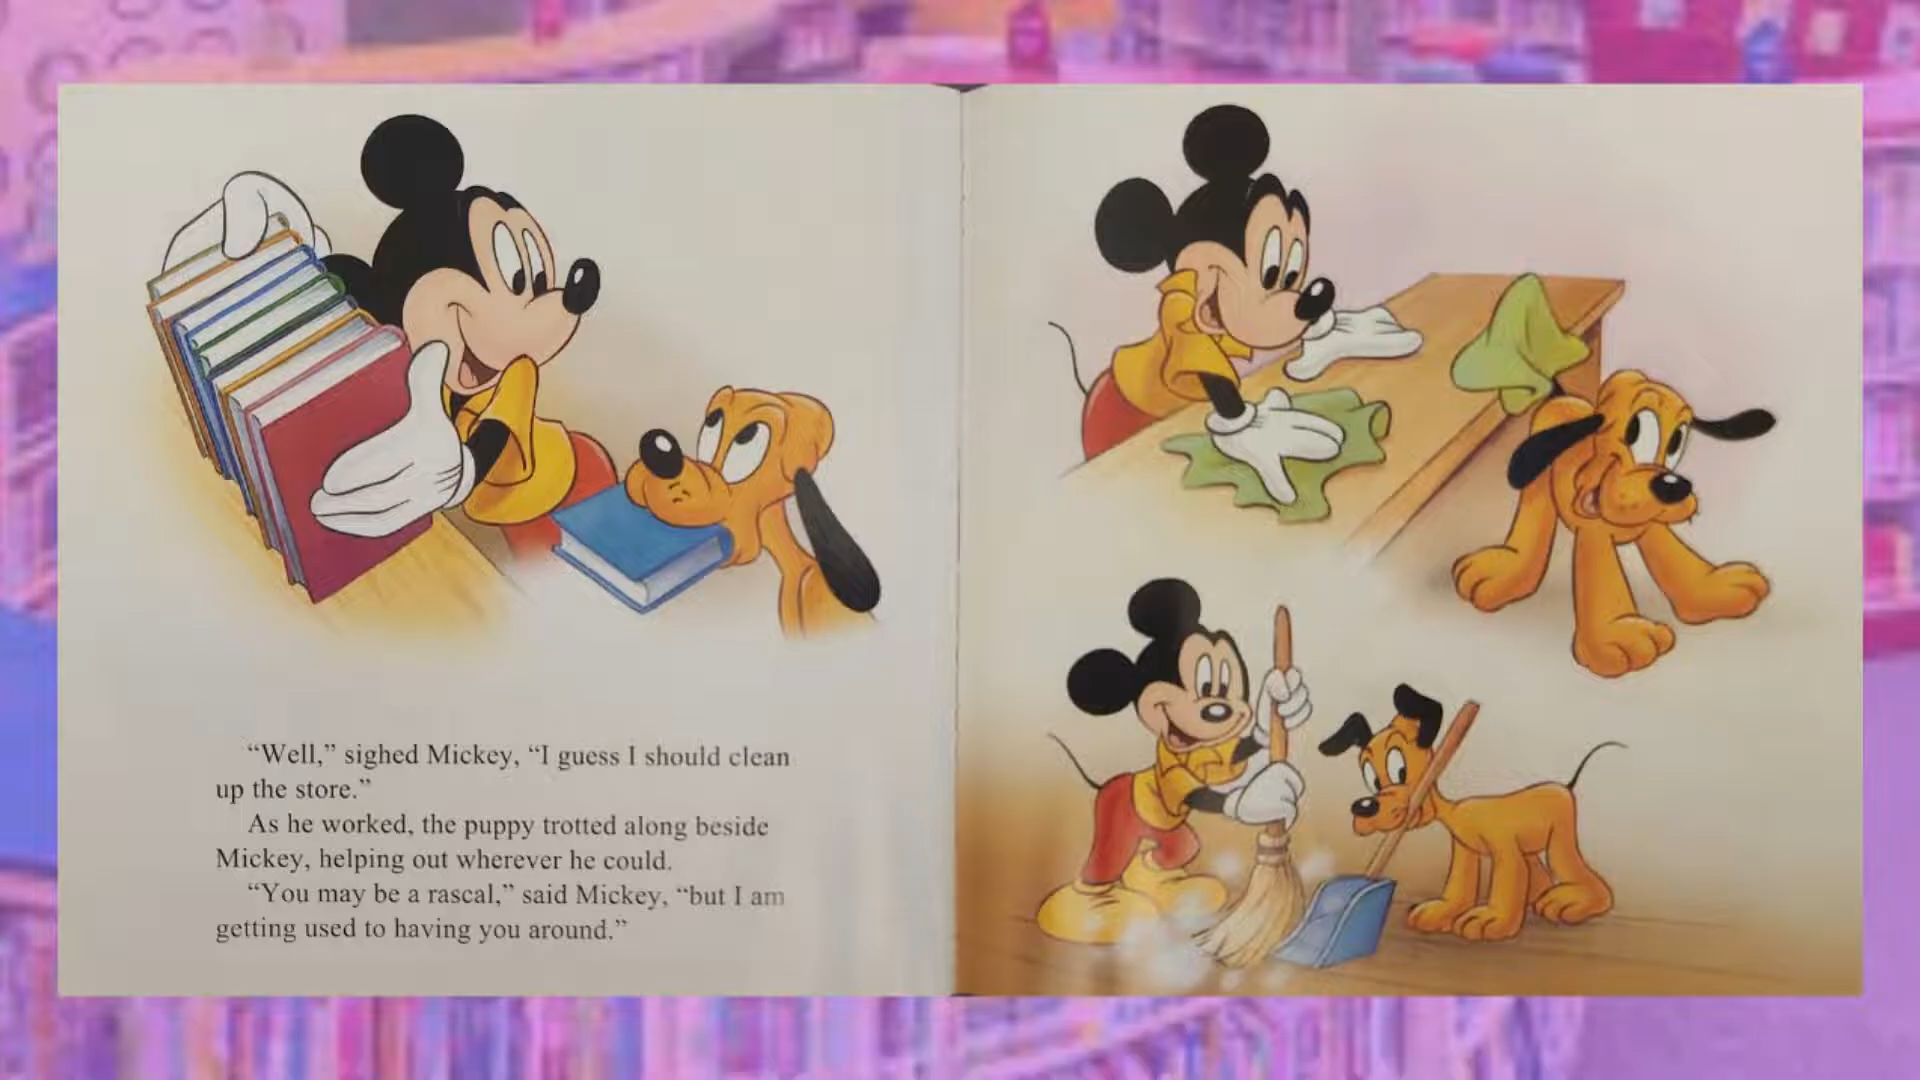 “Well,” sighed Mickey, “I guess I should clean
up the store.”
As he worked, the puppy trotted along beside
Mickey, helping out wherever he could.
“You may be a rascal,” said Mickey, “but I am
getting used to having you around.”